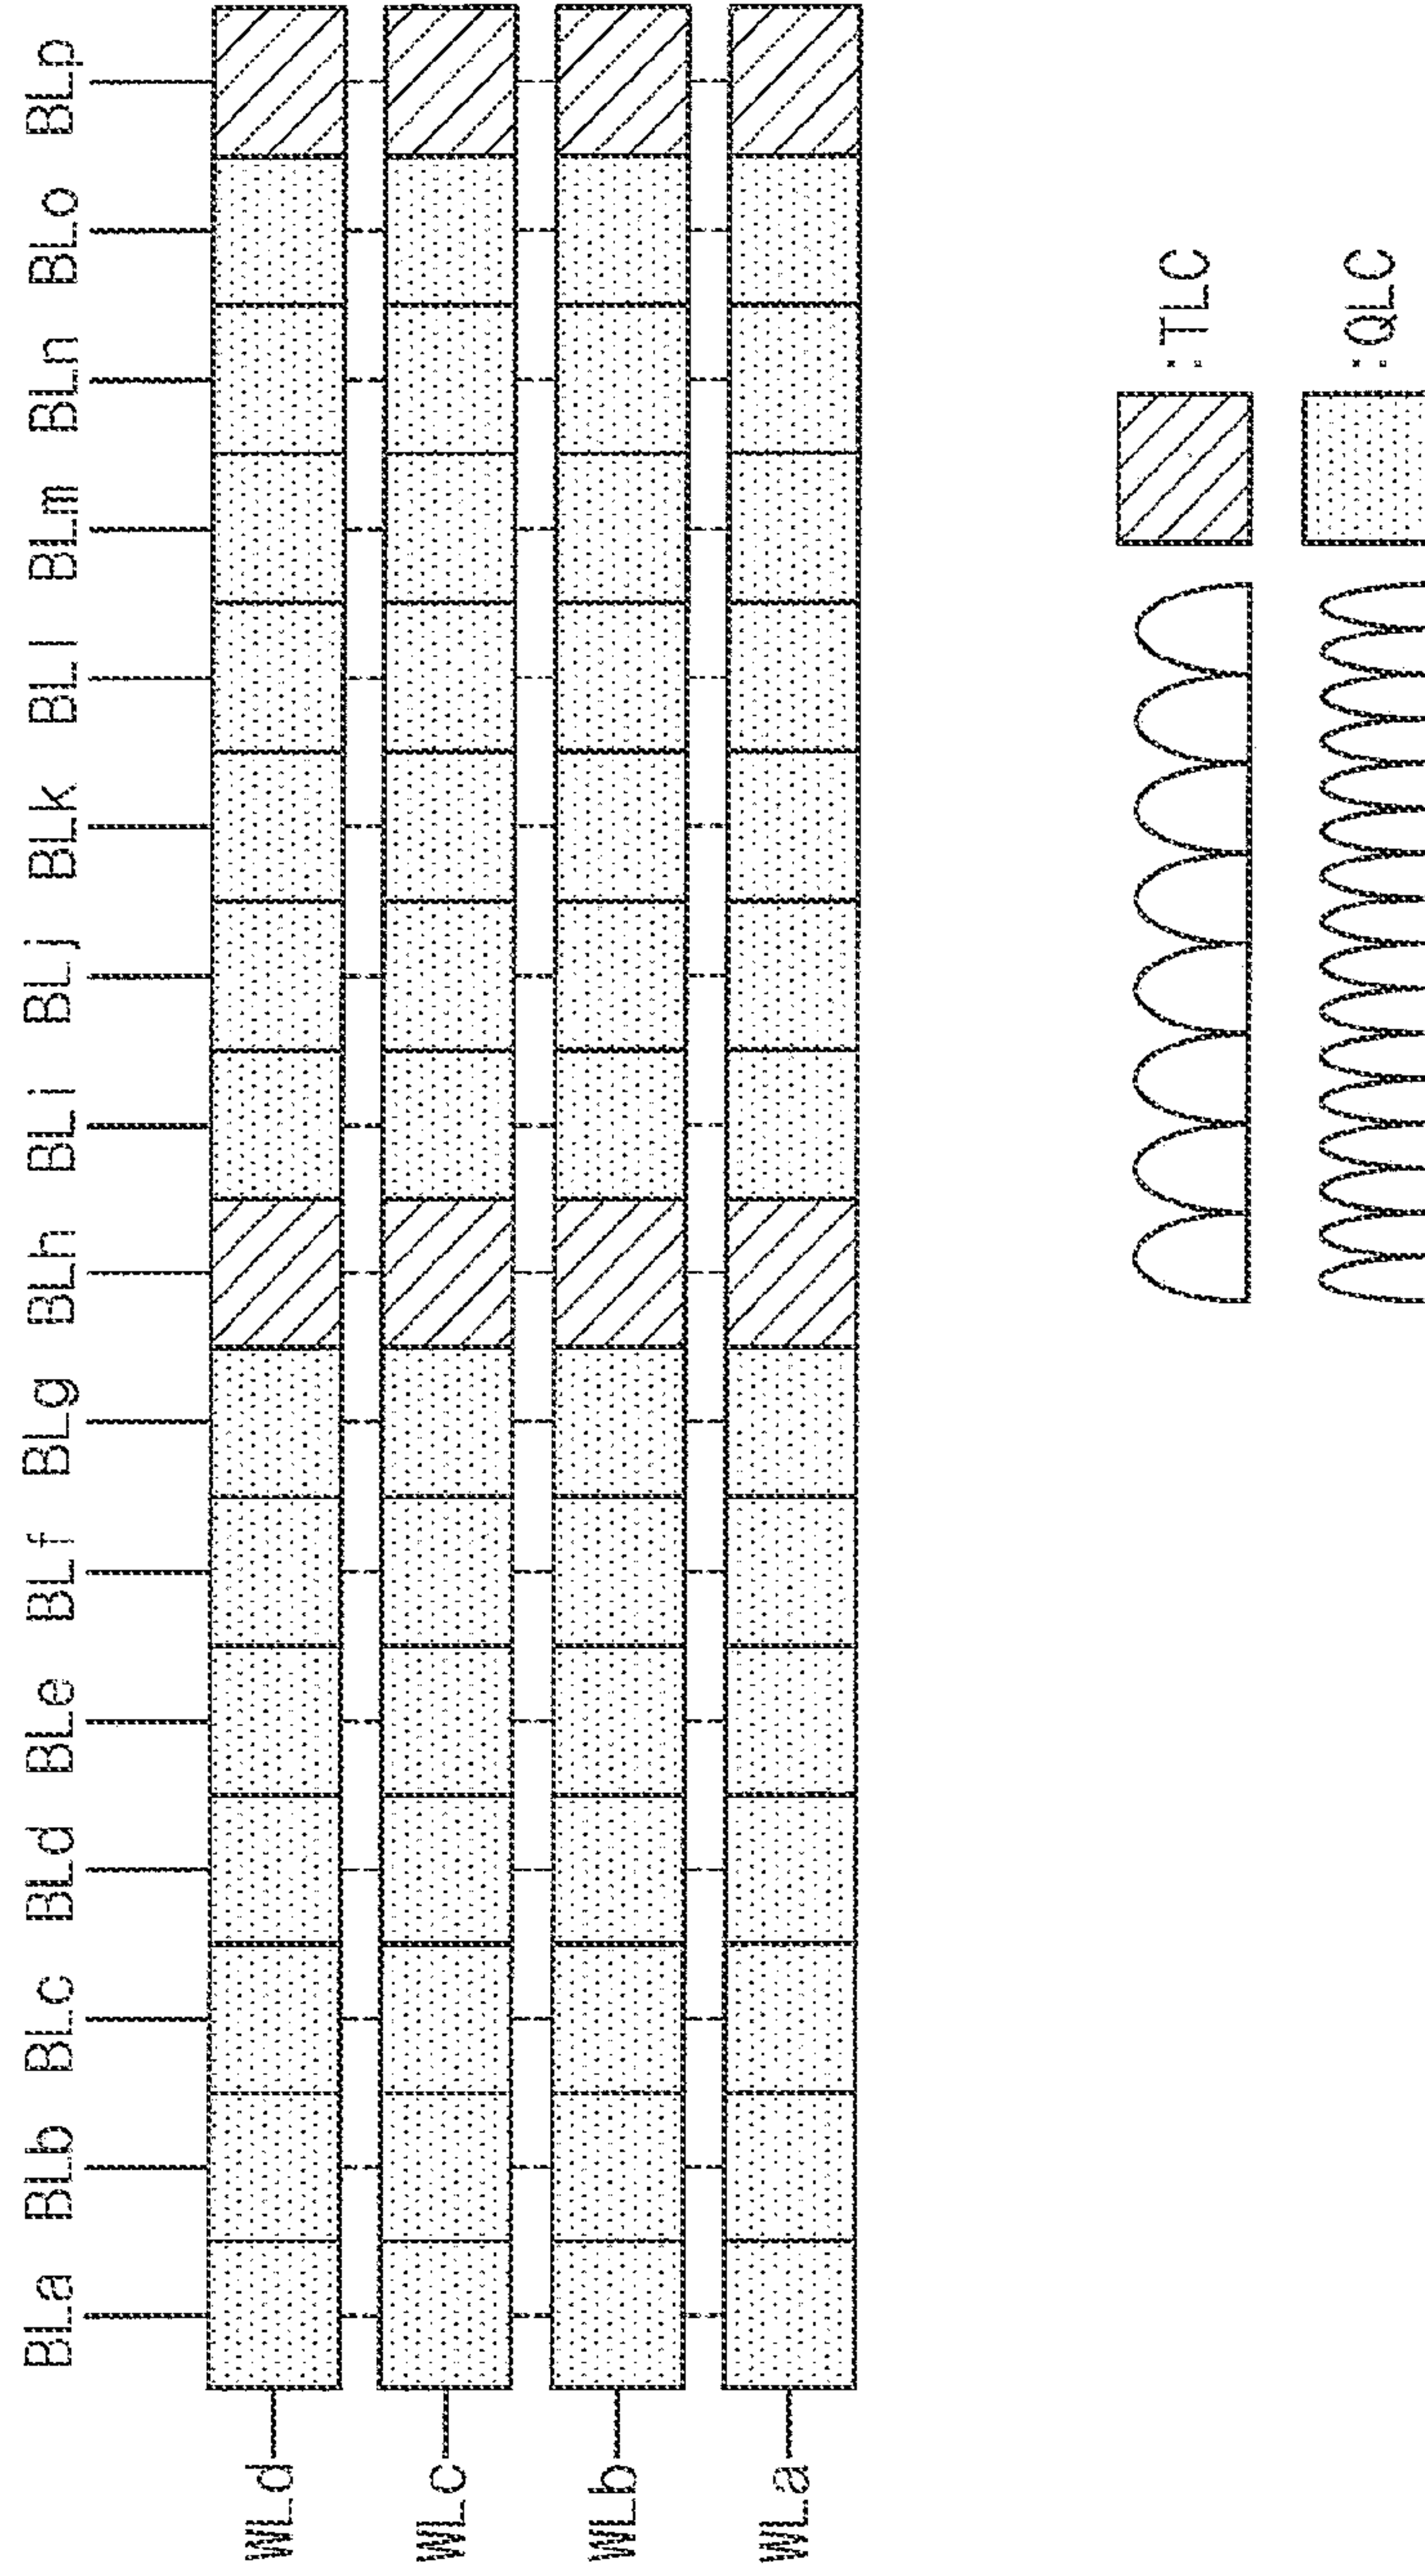 BLa BLb BLc BLd BLe BLf BLg BLh BLi BLj BLk BLl BLm BLn BLo BLp
WLd
WLc
WLb
WLa
:TLC
:QLC